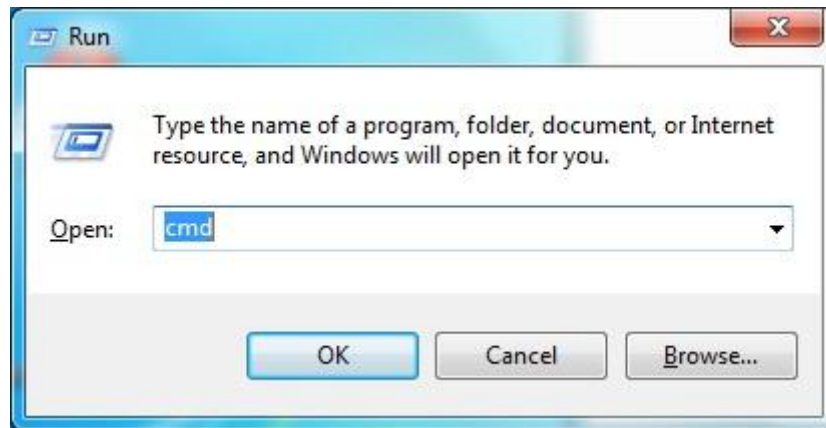 Run
Type the name of a program, folder, document, or Internet
resource, and Windows will open it for you.
Open: cmd
OK Cancel Browse...